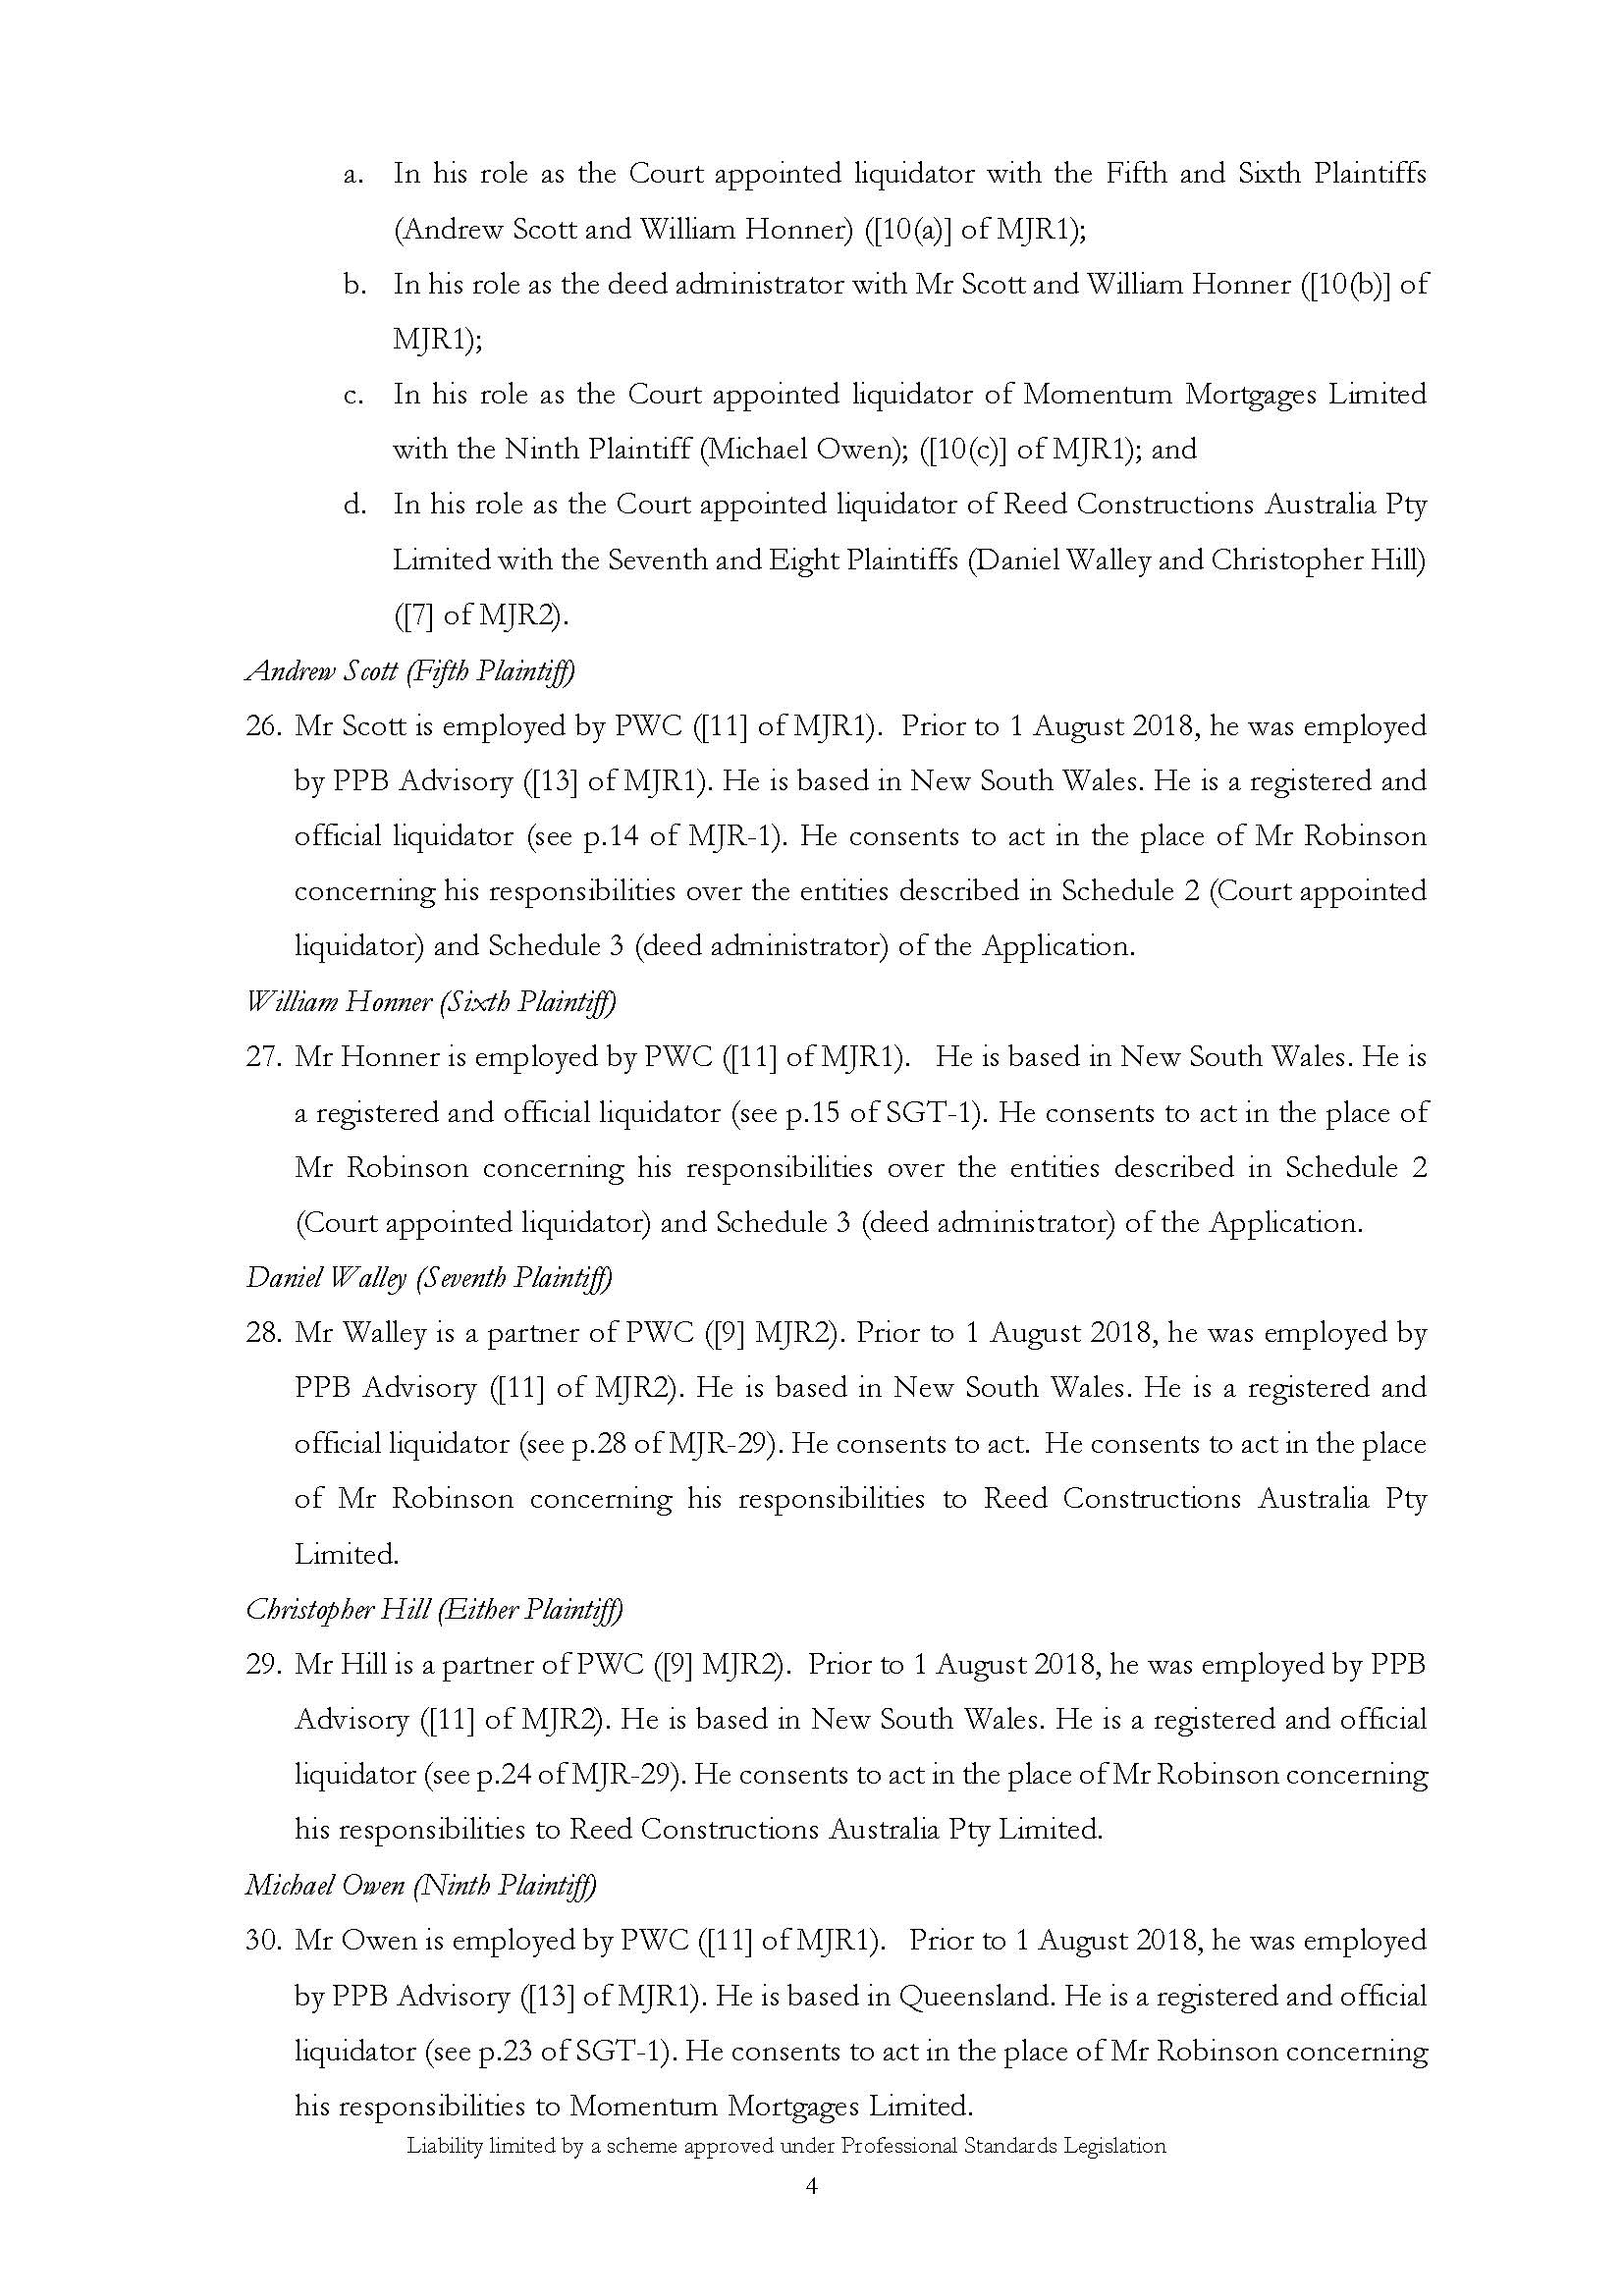 a. In his role as the Court appointed liquidator with the Fifth and Sixth Plaintiffs
(Andrew Scott and William Honner) ([10(a)] of MJR1);
b. In his role as the deed administrator with Mr Scott and William Honner ([10(b)] of
MJR1);
c. In his role as the Court appointed liquidator of Momentum Mortgages Limited
with the Ninth Plaintiff (Michael Owen); ([10(c)] of MJR1); and
d. In his role as the Court appointed liquidator of Reed Constructions Australia Pty
Limited with the Seventh and Eight Plaintiffs (Daniel Walley and Christopher Hill)
([7] of MJR2).
Andrew Scott (Fifth Plaintiff)
26. Mr Scott is employed by PWC ([11] of MJR1). Prior to 1 August 2018, he was employed
by PPB Advisory ([13] of MJR1). He is based in New South Wales. He is a registered and
official liquidator (see p.14 of MJR-1). He consents to act in the place of Mr Robinson
concerning his responsibilities over the entities described in Schedule 2 (Court appointed
liquidator) and Schedule 3 (deed administrator) of the Application.
William Honner (Sixth Plaintiff)
27. Mr Honner is employed by PWC ([11] of MJR1). He is based in New South Wales. He is
a registered and official liquidator (see p.15 of SGT-1). He consents to act in the place of
Mr Robinson concerning his responsibilities over the entities described in Schedule 2
(Court appointed liquidator) and Schedule 3 (deed administrator) of the Application.
Daniel Walley (Seventh Plaintiff)
28. Mr Walley is a partner of PWC ([9] MJR2). Prior to 1 August 2018, he was employed by
PPB Advisory ([11] of MJR2). He is based in New South Wales. He is a registered and
official liquidator (see p.28 of MJR-29). He consents to act. He consents to act in the place
of Mr Robinson concerning his responsibilities to Reed Constructions Australia Pty
Limited.
Christopher Hill (Either Plaintiff)
29. Mr Hill is a partner of PWC ([9] MJR2). Prior to 1 August 2018, he was employed by PPB
Advisory ([11] of MJR2). He is based in New South Wales. He is a registered and official
liquidator (see p.24 of MJR-29). He consents to act in the place of Mr Robinson concerning
his responsibilities to Reed Constructions Australia Pty Limited.
Michael Owen (Ninth Plaintiff)
30. Mr Owen is employed by PWC ([11] of MJR1). Prior to 1 August 2018, he was employed
by PPB Advisory ([13] of MJR1). He is based in Queensland. He is a registered and official
liquidator (see p.23 of SGT-1). He consents to act in the place of Mr Robinson concerning
his responsibilities to Momentum Mortgages Limited.
Liability limited by a scheme approved under Professional Standards Legislation
4